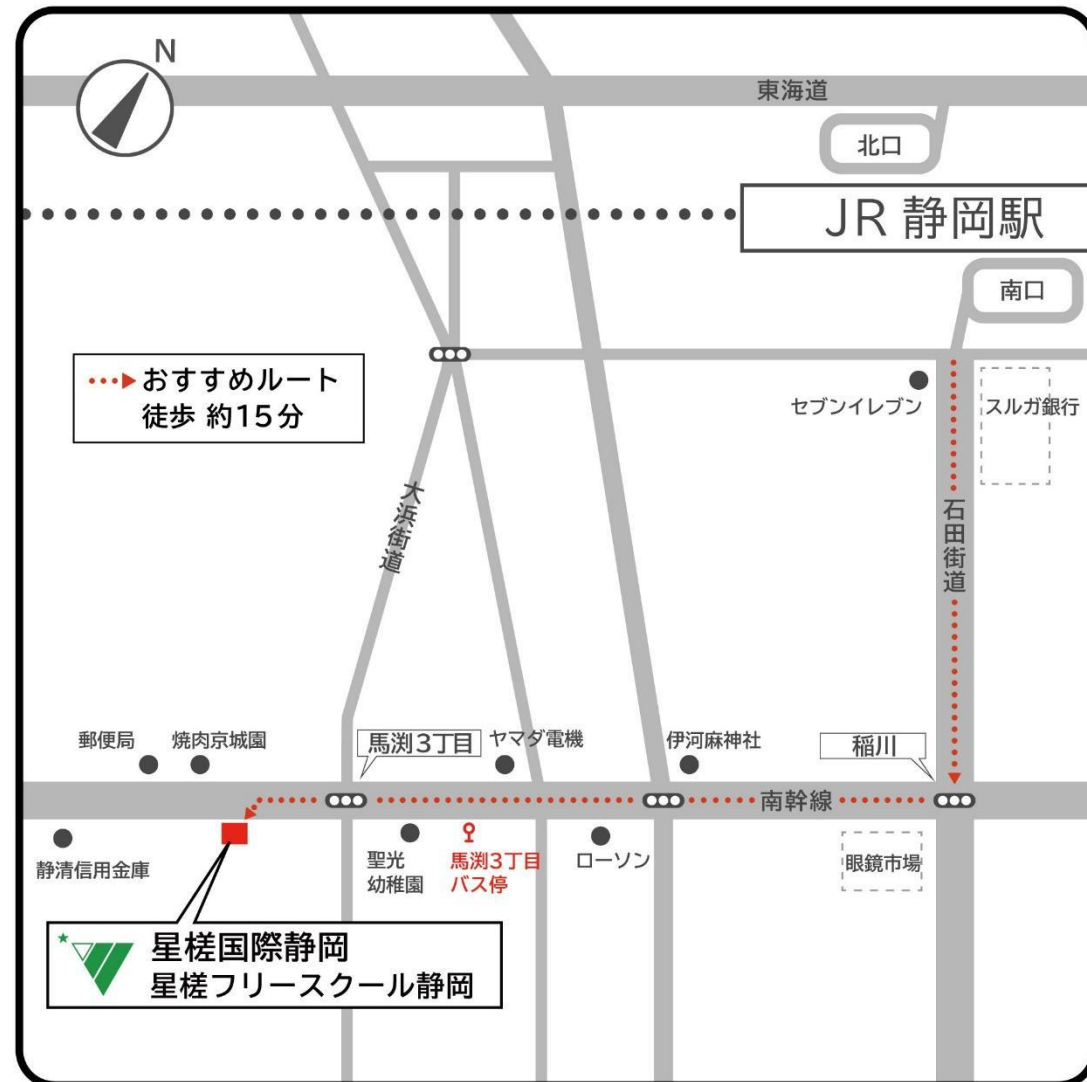 N
東海道
北口
JR 静岡駅
南口
おすすめルート
徒歩 約15分
セブンイレブン
スルガ銀行
大浜街道
石田街道
郵便局
焼肉京城園
馬渕3丁目
ヤマダ電機
伊河麻神社
稲川
南幹線
静清信用金庫
聖光
幼稚園
馬渕3丁目
バス停
ローソン
眼鏡市場
星槎国際静岡
星槎フリースクール静岡